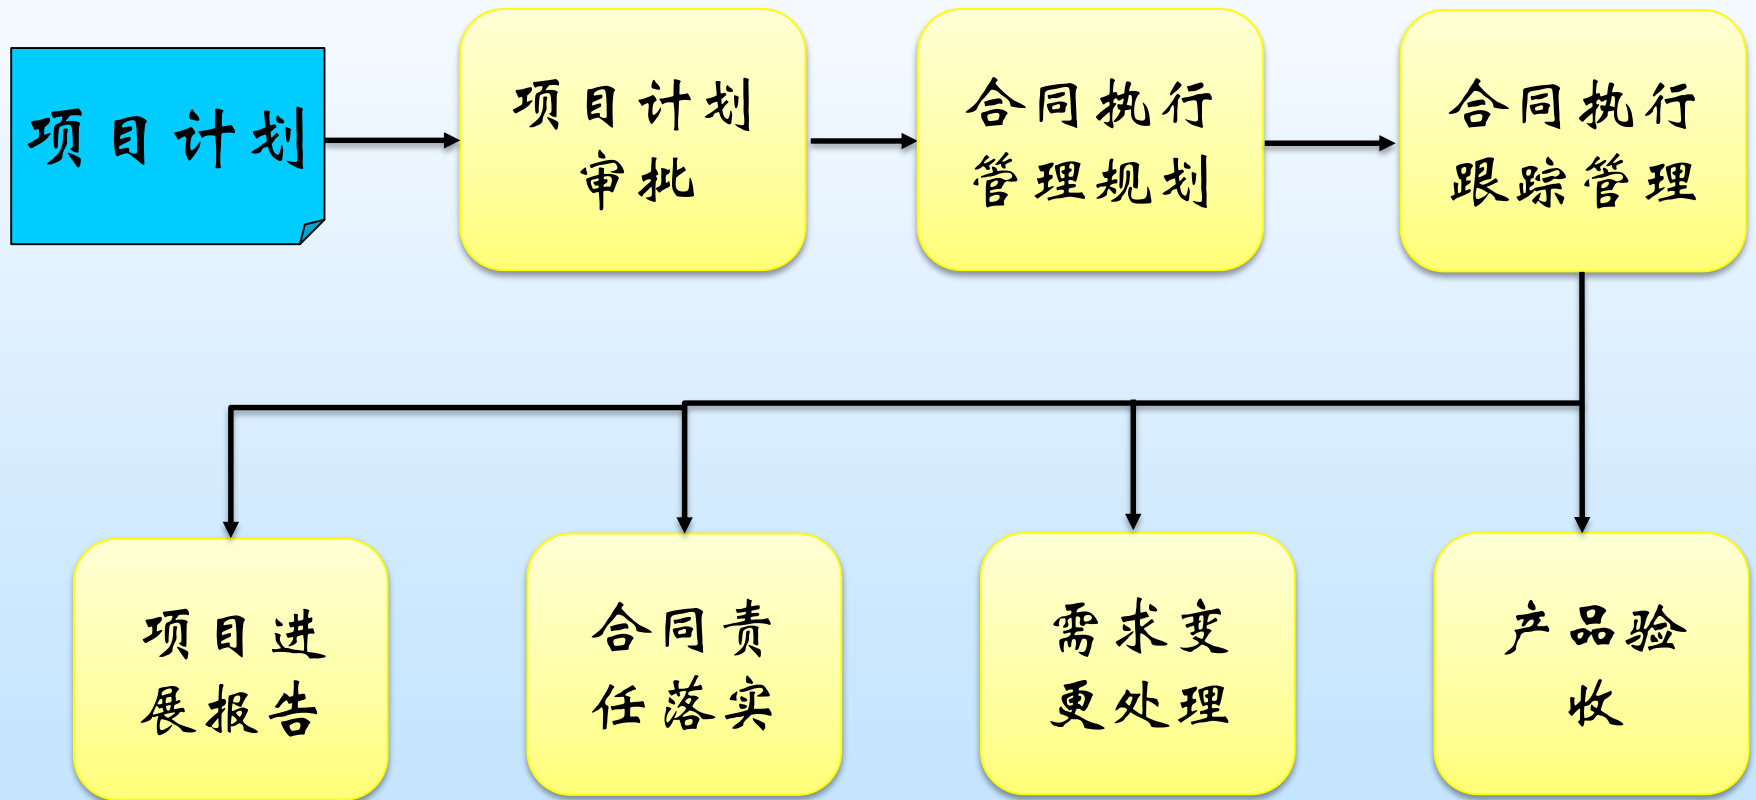 项目计划
项目计划
审批
合同执行
管理规划
合同执行
跟踪管理
项目进
展报告
合同责
任落实
需求变
更处理
产品验
收